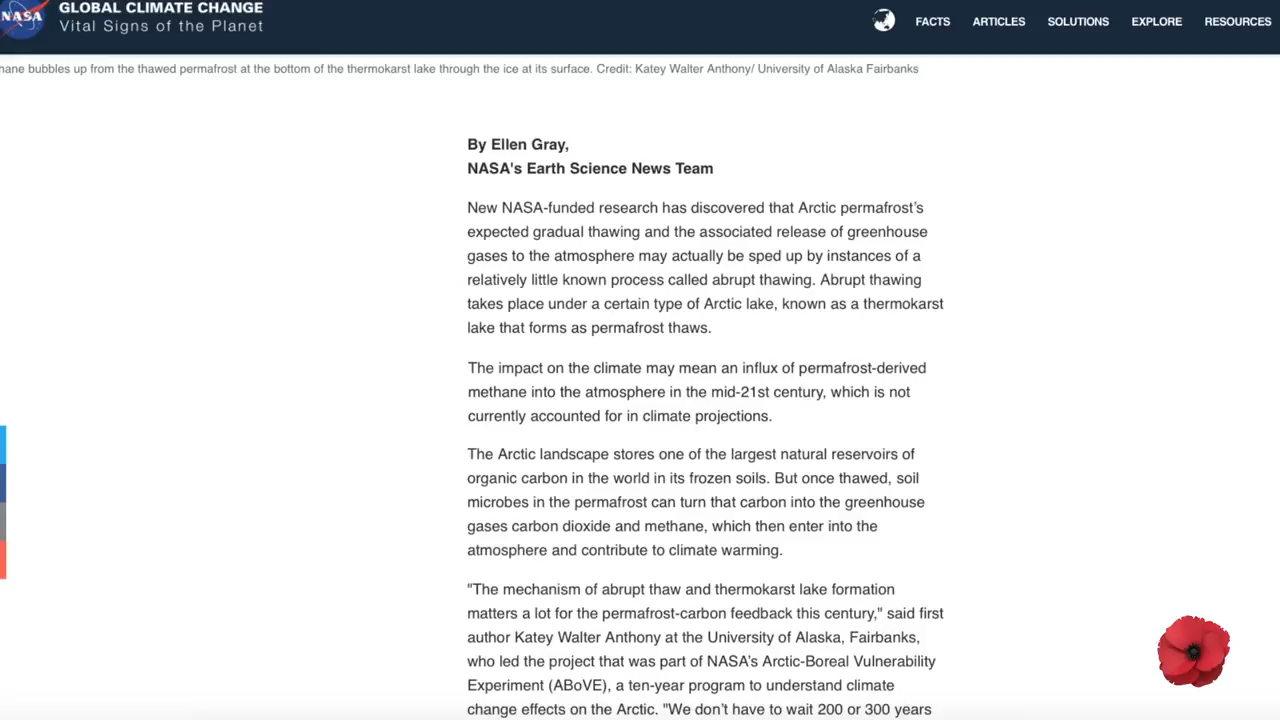 NASA
GLOBAL CLIMATE CHANGE
Vital Signs of the Planet
FACTS ARTICLES SOLUTIONS EXPLORE RESOURCES
bubbles up from the thawed permafrost at the bottom of the thermokarst lake through the ice at its surface. Credit: Katey Walter Anthony/ University of Alaska Fairbanks
By Ellen Gray,
NASA's Earth Science News Team
New NASA-funded research has discovered that Arctic permafrost’s
expected gradual thawing and the associated release of greenhouse
gases to the atmosphere may actually be sped up by instances of a
relatively little known process called abrupt thawing. Abrupt thawing
takes place under a certain type of Arctic lake, known as a thermokarst
lake that forms as permafrost thaws.
The impact on the climate may mean an influx of permafrost-derived
methane into the atmosphere in the mid-21st century, which is not
currently accounted for in climate projections.
The Arctic landscape stores one of the largest natural reservoirs of
organic carbon in the world in its frozen soils. But once thawed, soil
microbes in the permafrost can turn that carbon into the greenhouse
gases carbon dioxide and methane, which then enter into the
atmosphere and contribute to climate warming.
“The mechanism of abrupt thaw and thermokarst lake formation
matters a lot for the permafrost-carbon feedback this century," said first
author Katey Walter Anthony at the University of Alaska, Fairbanks,
who led the project that was part of NASA’s Arctic-Boreal Vulnerability
Experiment (ABoVE), a ten-year program to understand climate
change effects on the Arctic. "We don’t have to wait 200 or 300 years